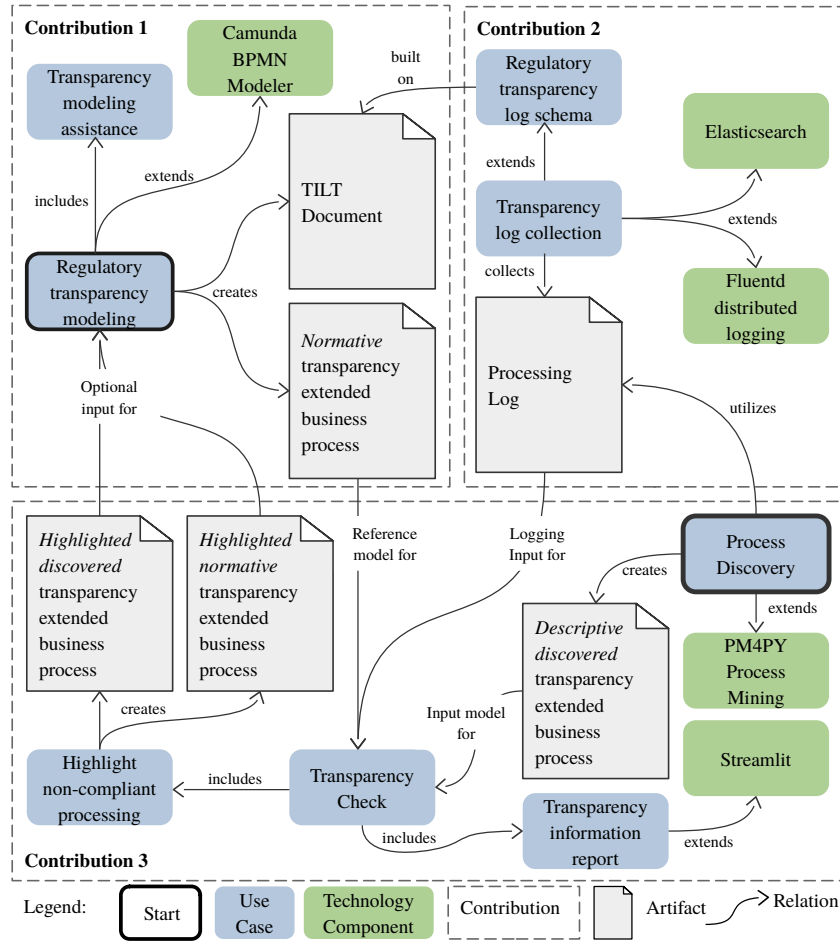 Contribution 1
Camunda
BPMN
Modeler
Transparency
modeling
assistance
built
on
includes
extends
TILT
Document
Regulatory
transparency
modeling
creates
Normative
transparency
extended
business
process
Optional
input for
Contribution 2
Regulatory
transparency
log schema
Elasticsearch
extends
Transparency
log collection
extends
collects
Fluentd
distributed
logging
Processing
Log
utilizes
Highlighted
discovered
transparency
extended
business
process
Highlighted
normative
transparency
extended
business
process
Reference
model for
Logging
Input for
Process
Discovery
creates
extends
Descriptive
discovered
transparency
extended
business
process
PM4PY
Process
Mining
creates
Input model
for
Highlight
non-compliant
processing
includes
Transparency
Check
Streamlit
includes
Transparency
information
report
extends
Contribution 3
Legend:
Start
Use
Case
Technology
Component
Contribution
Artifact
Relation